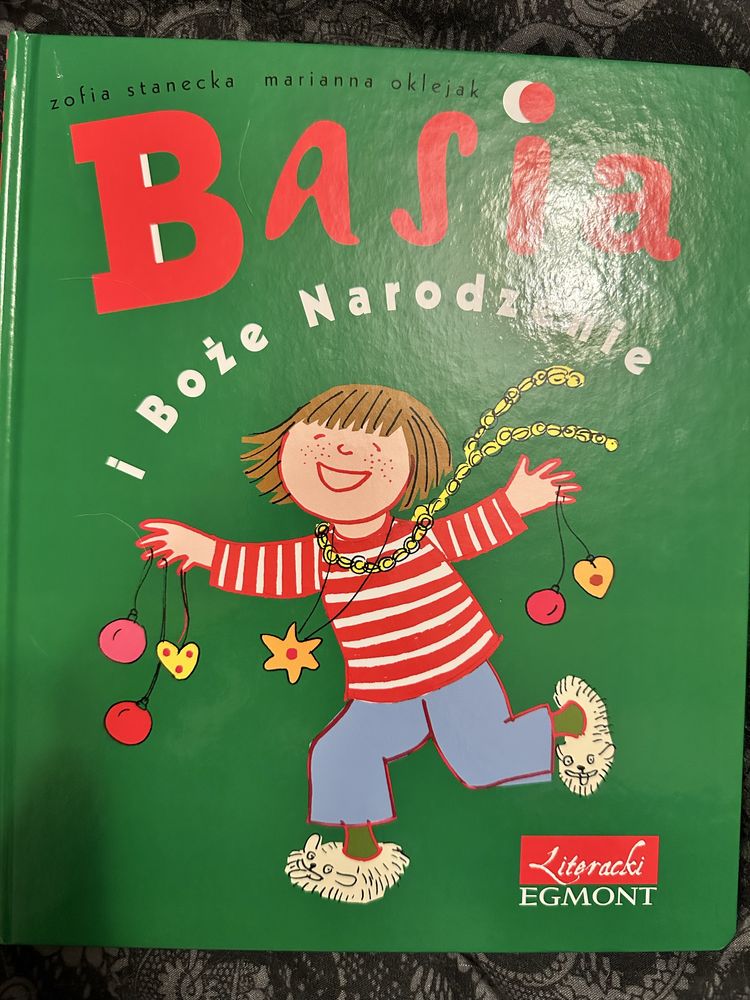 zofia stanecka marianna oklejak
Basia
i Boże Narodzenie
Literacki
EGMONT